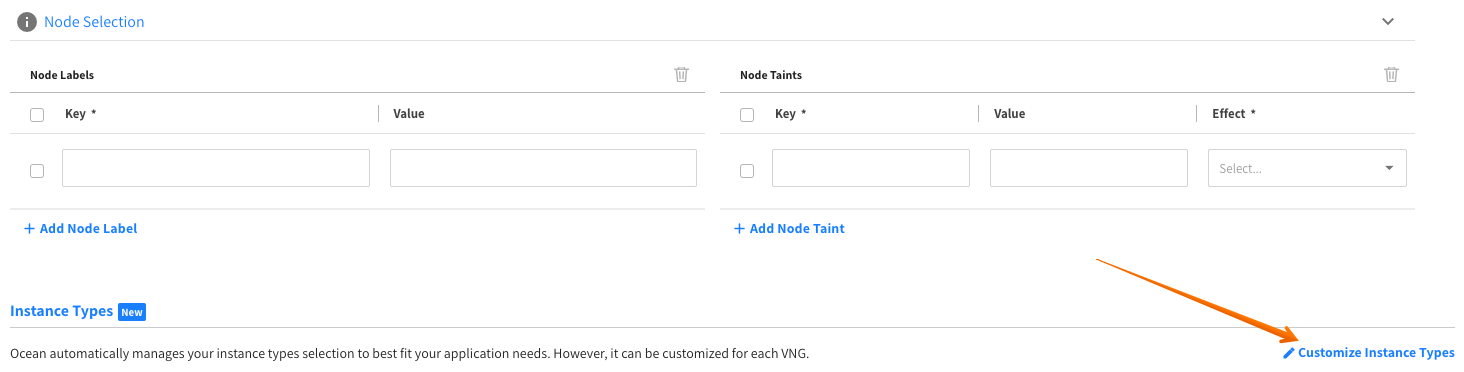 Node Selection
Node Labels
Key *
Value
+ Add Node Label
Node Taints
Key *
Value
Effect *
Select...
+ Add Node Taint
Instance Types New
Ocean automatically manages your instance types selection to best fit your application needs. However, it can be customized for each VNG.
Customize Instance Types